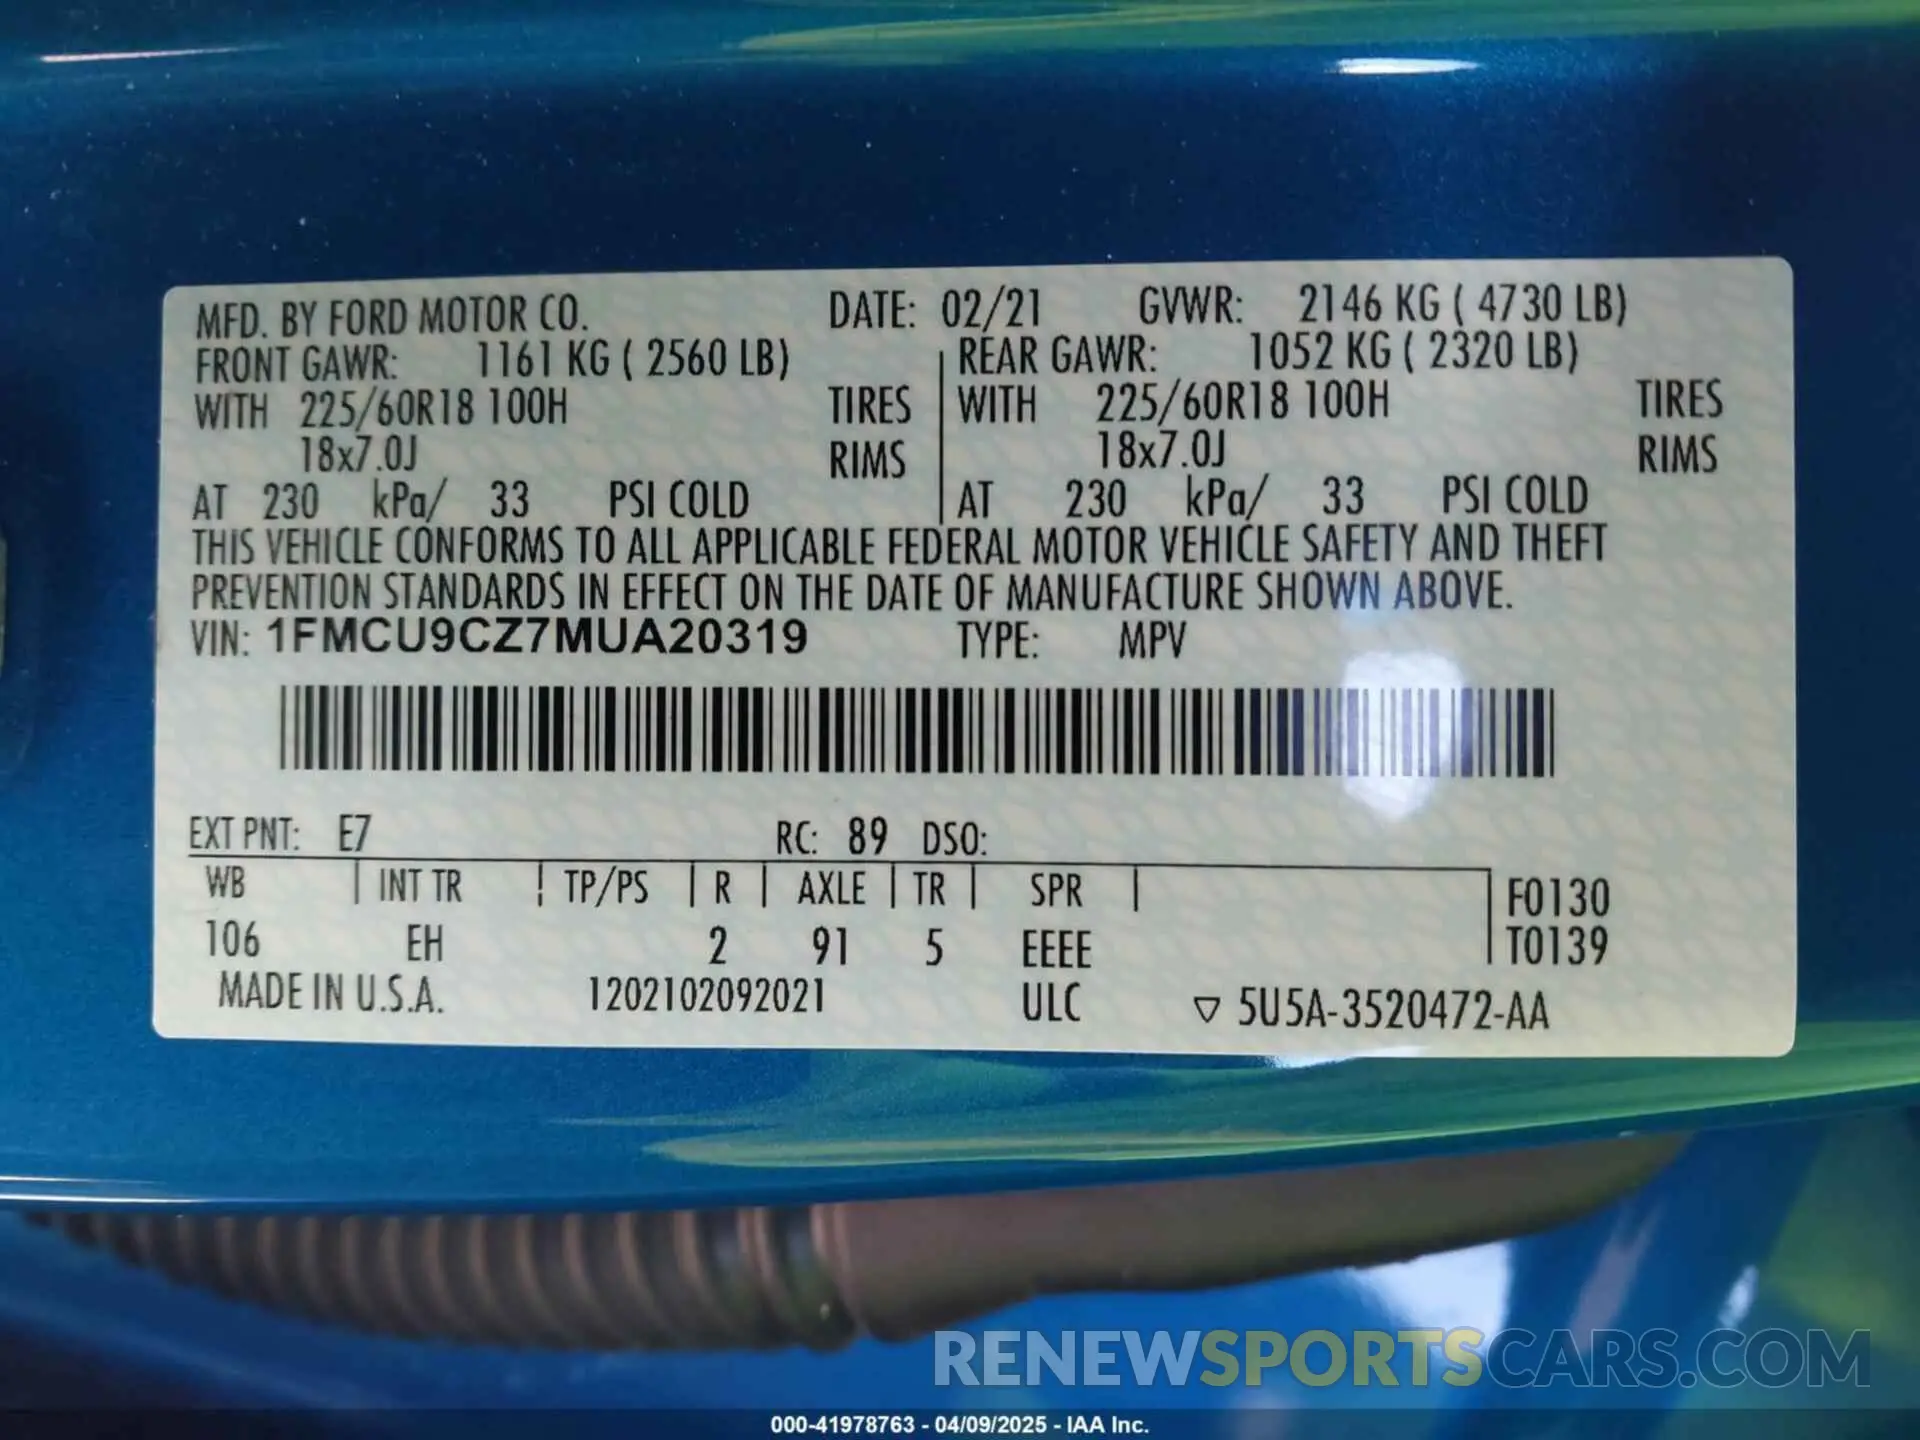 MFD. BY FORD MOTOR CO. DATE: 02/21 GVWR: 2146 KG ( 4730 LB)
FRONT GAWR: 1161 KG ( 2560 LB) REAR GAWR: 1052 KG ( 2320 LB)
WITH 225/60R18 100H TIRES WITH 225/60R18 100H TIRES
18x7.0J RIMS 18x7.0J RIMS
AT 230 kPa/ 33 PSI COLD AT 230 kPa/ 33 PSI COLD
THIS VEHICLE CONFORMS TO ALL APPLICABLE FEDERAL MOTOR VEHICLE SAFETY AND THEFT
PREVENTION STANDARDS IN EFFECT ON THE DATE OF MANUFACTURE SHOWN ABOVE.
VIN: 1FMCU9CZ7MUA20319 TYPE: MPV
EXT PNT: E7 RC: 89 DSO:
WB INT TR TP/PS R AXLE TR SPR F0130
106 EH 2 91 5 EEEE T0139
MADE IN U.S.A. 1202102092021 ULC ▽ 5U5A-3520472-AA
RENEWSPORTSCARS.COM
000-41978763 - 04/09/2025 - IAA Inc.